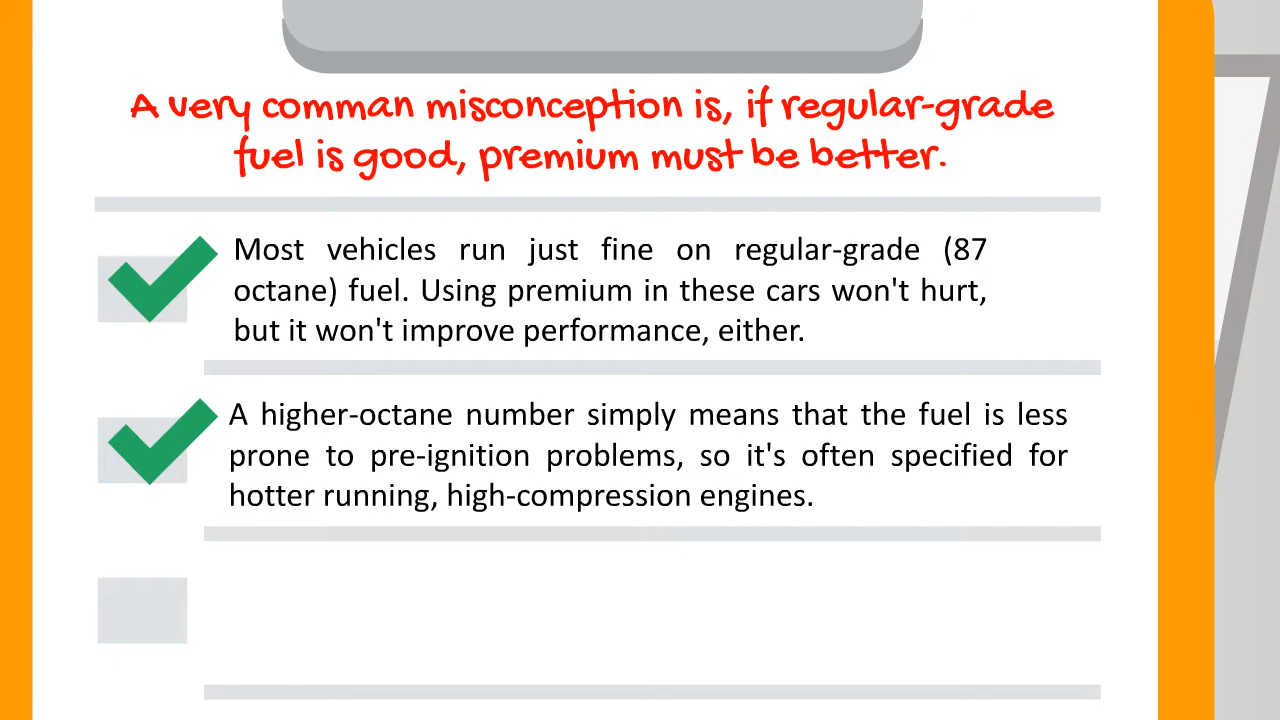 A very comman misconception is, if regular-grade
fuel is good, premium must be better.
Most vehicles run just fine on regular-grade (87
octane) fuel. Using premium in these cars won't hurt,
but it won't improve performance, either.
A higher-octane number simply means that the fuel is less
prone to pre-ignition problems, so it's often specified for
hotter running, high-compression engines.